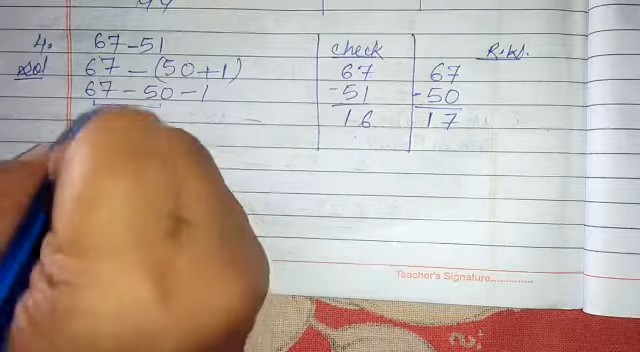 4. 67-51
Sol 67 - (50+1)
67 - 50 - 1
check
67
-51
16
R.W.
67
-50
17
Teacher's Signature..............